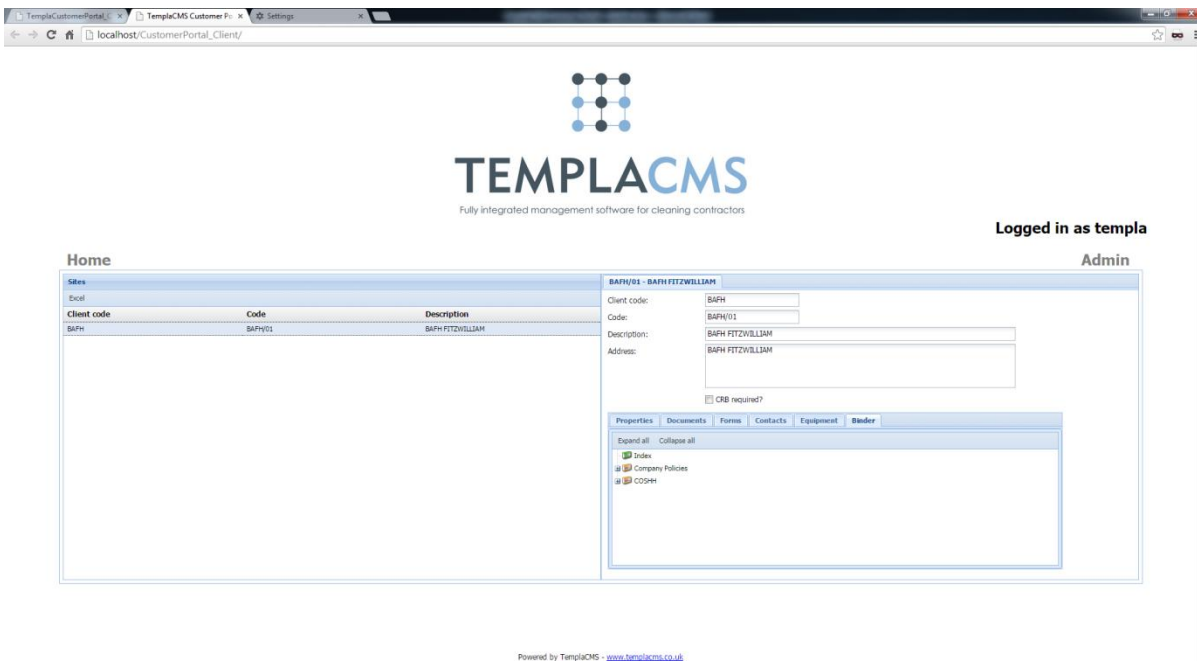 TemplaCustomerPortal_C
TemplaCMS Customer Po
Settings
localhost/CustomerPortal_Client/
TEMPLACMS
Fully integrated management software for cleaning contractors
Logged in as templa
Home
Admin
Sites
Excel
Client code Code Description
BAFH BAFH/01 BAFH FITZWILLIAM
BAFH/01 - BAFH FITZWILLIAM
Client code: BAFH
Code: BAFH/01
Description: BAFH FITZWILLIAM
Address: BAFH FITZWILLIAM
CRB required?
Properties Documents Forms Contacts Equipment Binder
Expand all Collapse all
Index
Company Policies
COSHH
Powered by TemplaCMS - www.templacms.co.uk